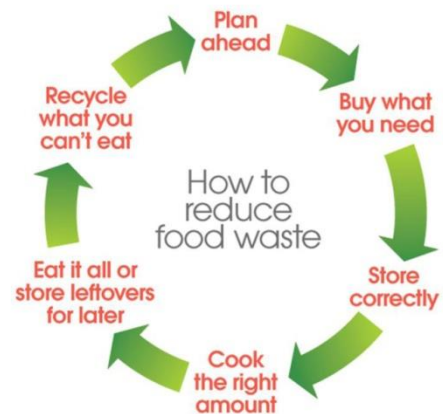 Plan
ahead
Buy what
you need
Store
correctly
Cook
the right
amount
Eat it all or
store leftovers
for later
Recycle
what you
can't eat
How to
reduce
food waste